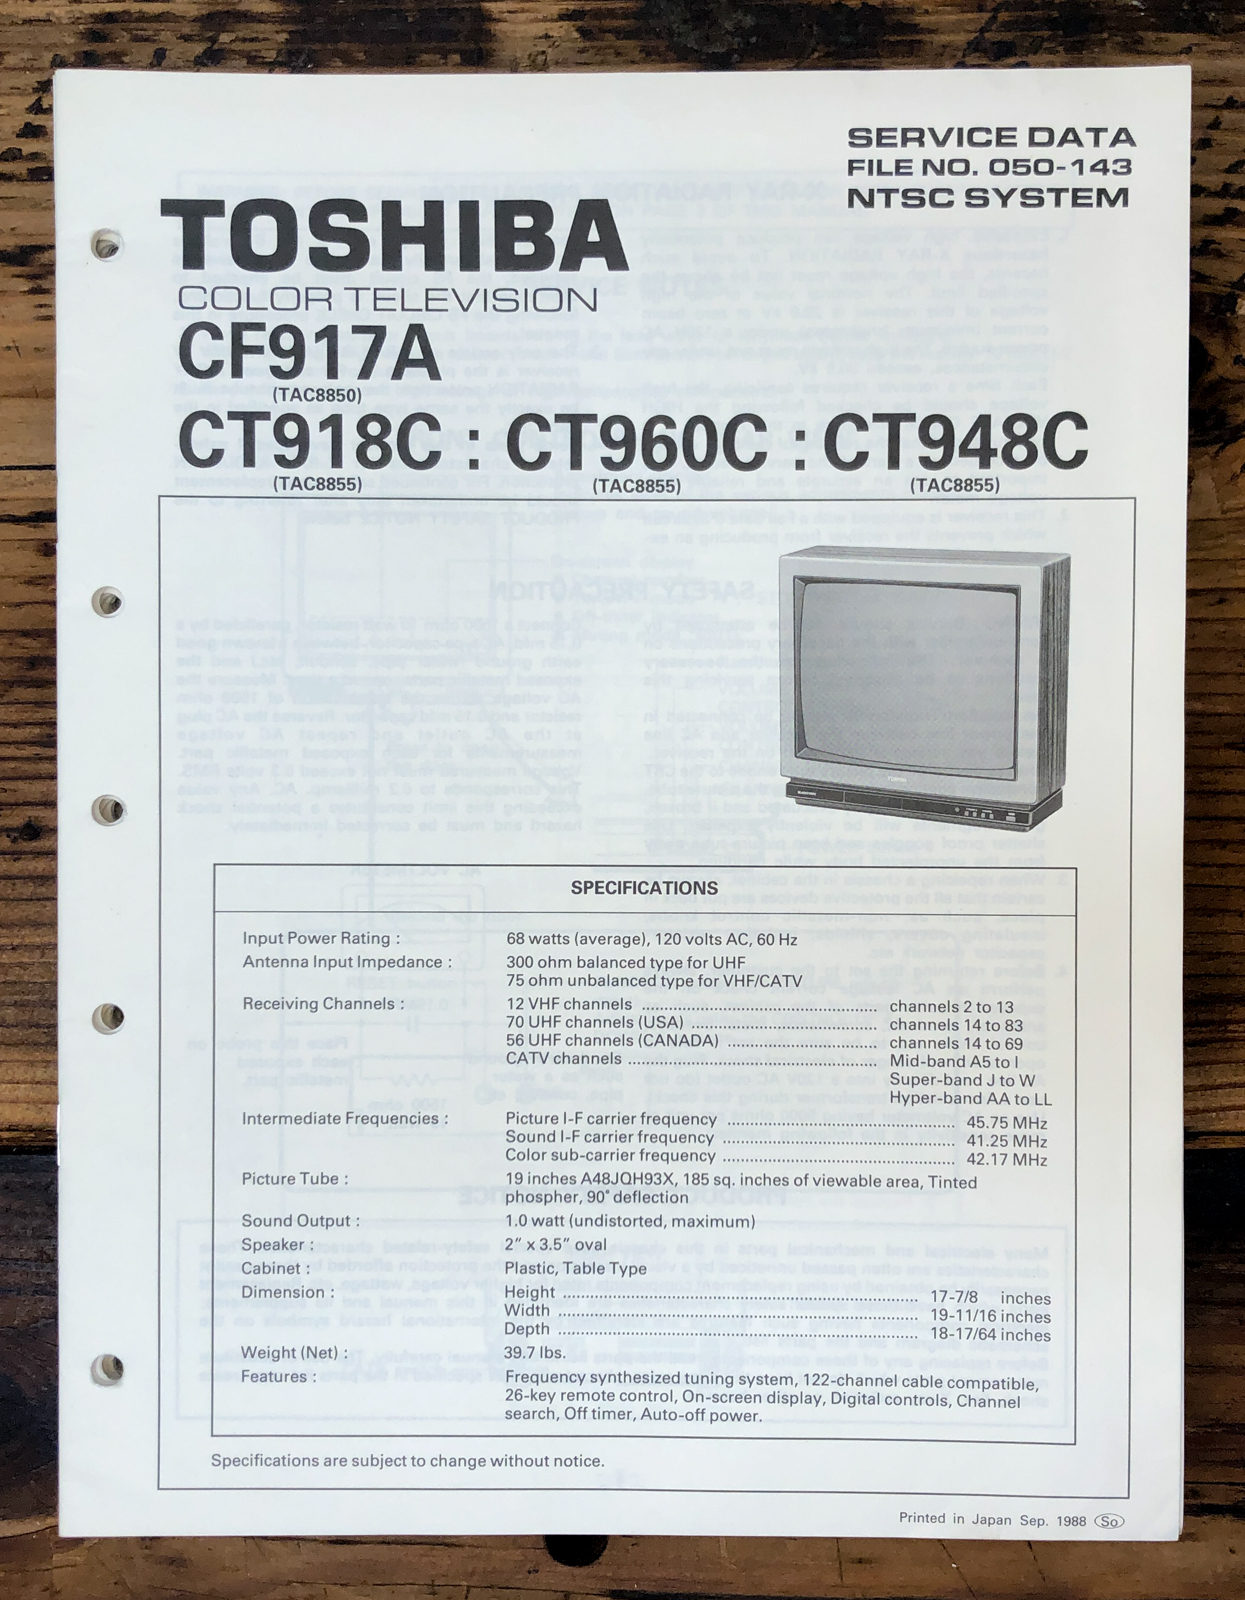 SERVICE DATA
FILE NO. 050-143
NTSC SYSTEM
TOSHIBA
COLOR TELEVISION
CF917A
(TAC8850)
CT918C : CT960C : CT948C
(TAC8855) (TAC8855) (TAC8855)
TOSHIBA
SPECIFICATIONS
Input Power Rating : 68 watts (average), 120 volts AC, 60 Hz
Antenna Input Impedance : 300 ohm balanced type for UHF
75 ohm unbalanced type for VHF/CATV
Receiving Channels : 12 VHF channels ........ channels 2 to 13
70 UHF channels (USA) ........ channels 14 to 83
56 UHF channels (CANADA) ........ channels 14 to 69
CATV channels ........ Mid-band A5 to I
Super-band J to W
Hyper-band AA to LL
Intermediate Frequencies : Picture I-F carrier frequency ........ 45.75 MHz
Sound I-F carrier frequency ........ 41.25 MHz
Color sub-carrier frequency ........ 42.17 MHz
Picture Tube : 19 inches A48JQH93X, 185 sq. inches of viewable area, Tinted
phospher, 90° deflection
Sound Output : 1.0 watt (undistorted, maximum)
Speaker : 2" x 3.5" oval
Cabinet : Plastic, Table Type
Dimension : Height ........ 17-7/8 inches
Width ........ 19-11/16 inches
Depth ........ 18-17/64 inches
Weight (Net) : 39.7 lbs.
Features : Frequency synthesized tuning system, 122-channel cable compatible,
26-key remote control, On-screen display, Digital controls, Channel
search, Off timer, Auto-off power.
Specifications are subject to change without notice.
Printed in Japan Sep. 1988 So